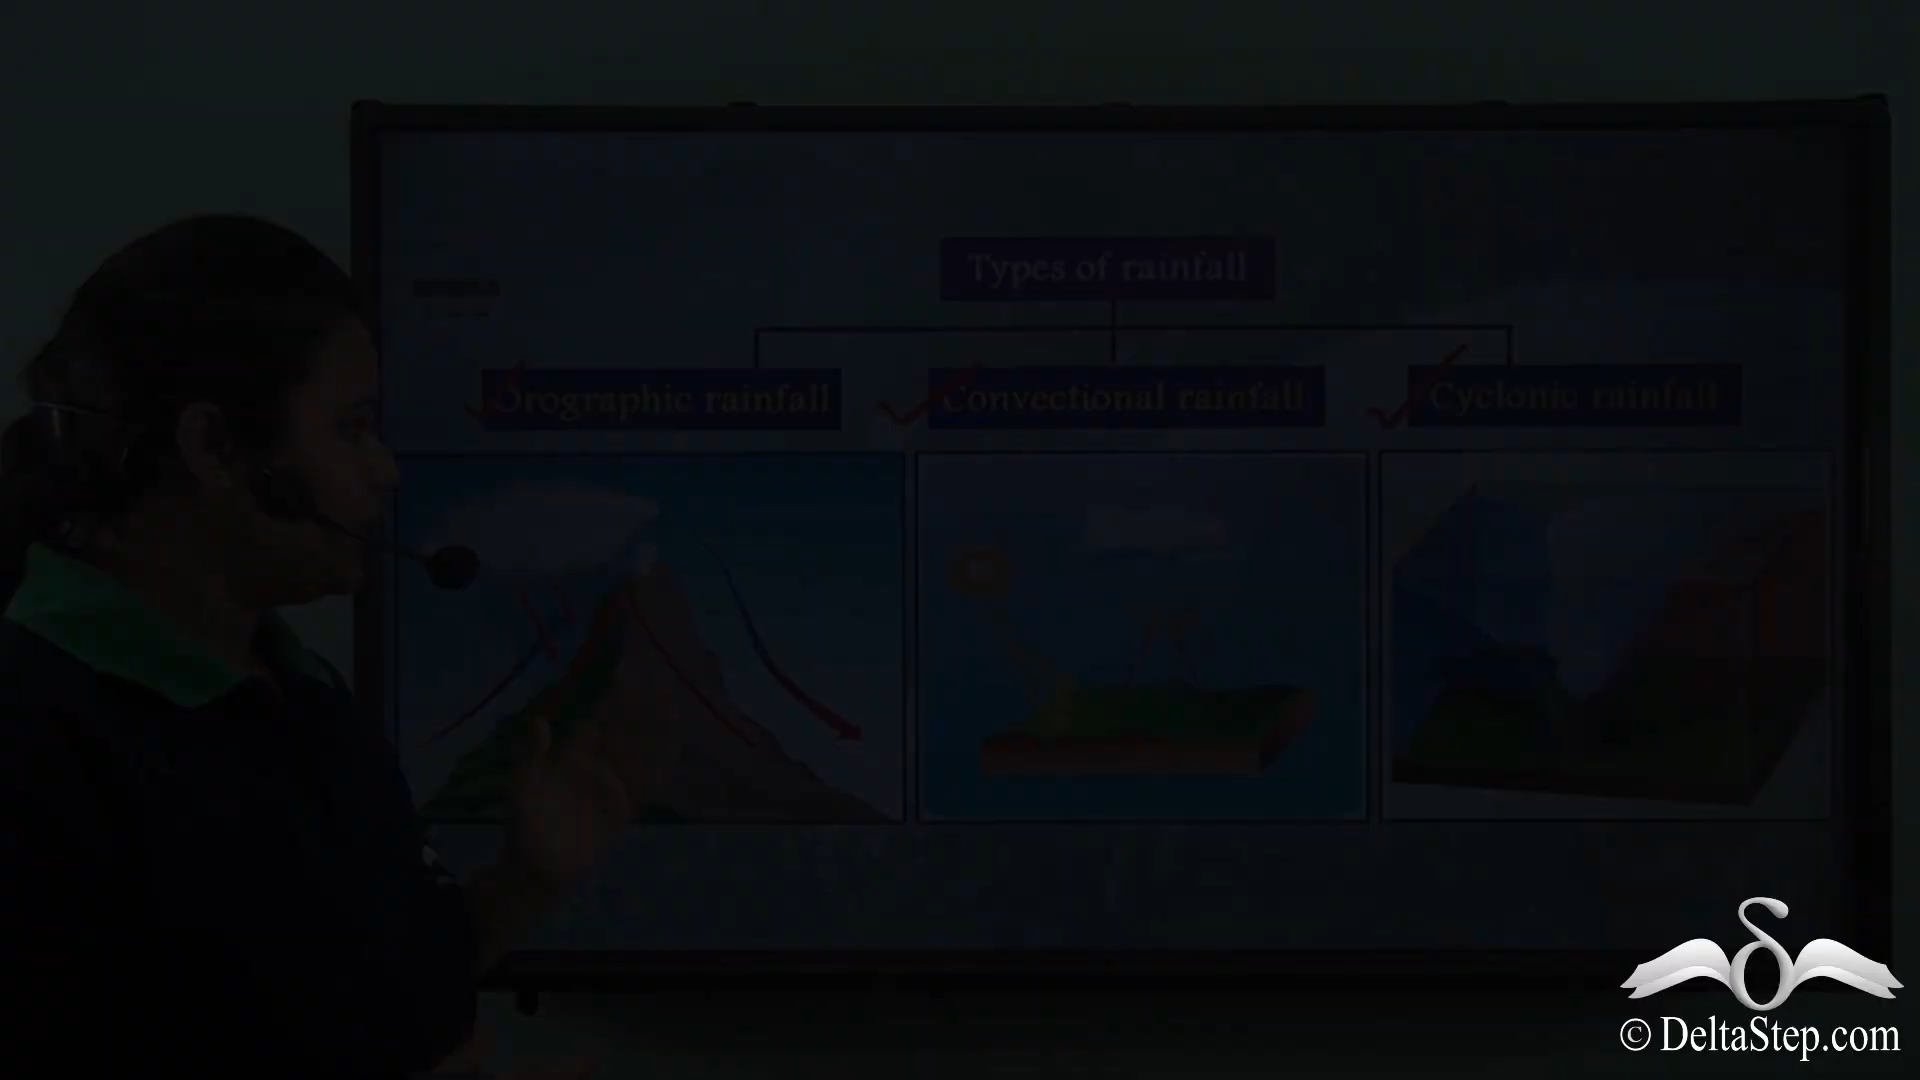 Types of rainfall
Orographic rainfall
Convectional rainfall
Cyclonic rainfall
© DeltaStep.com